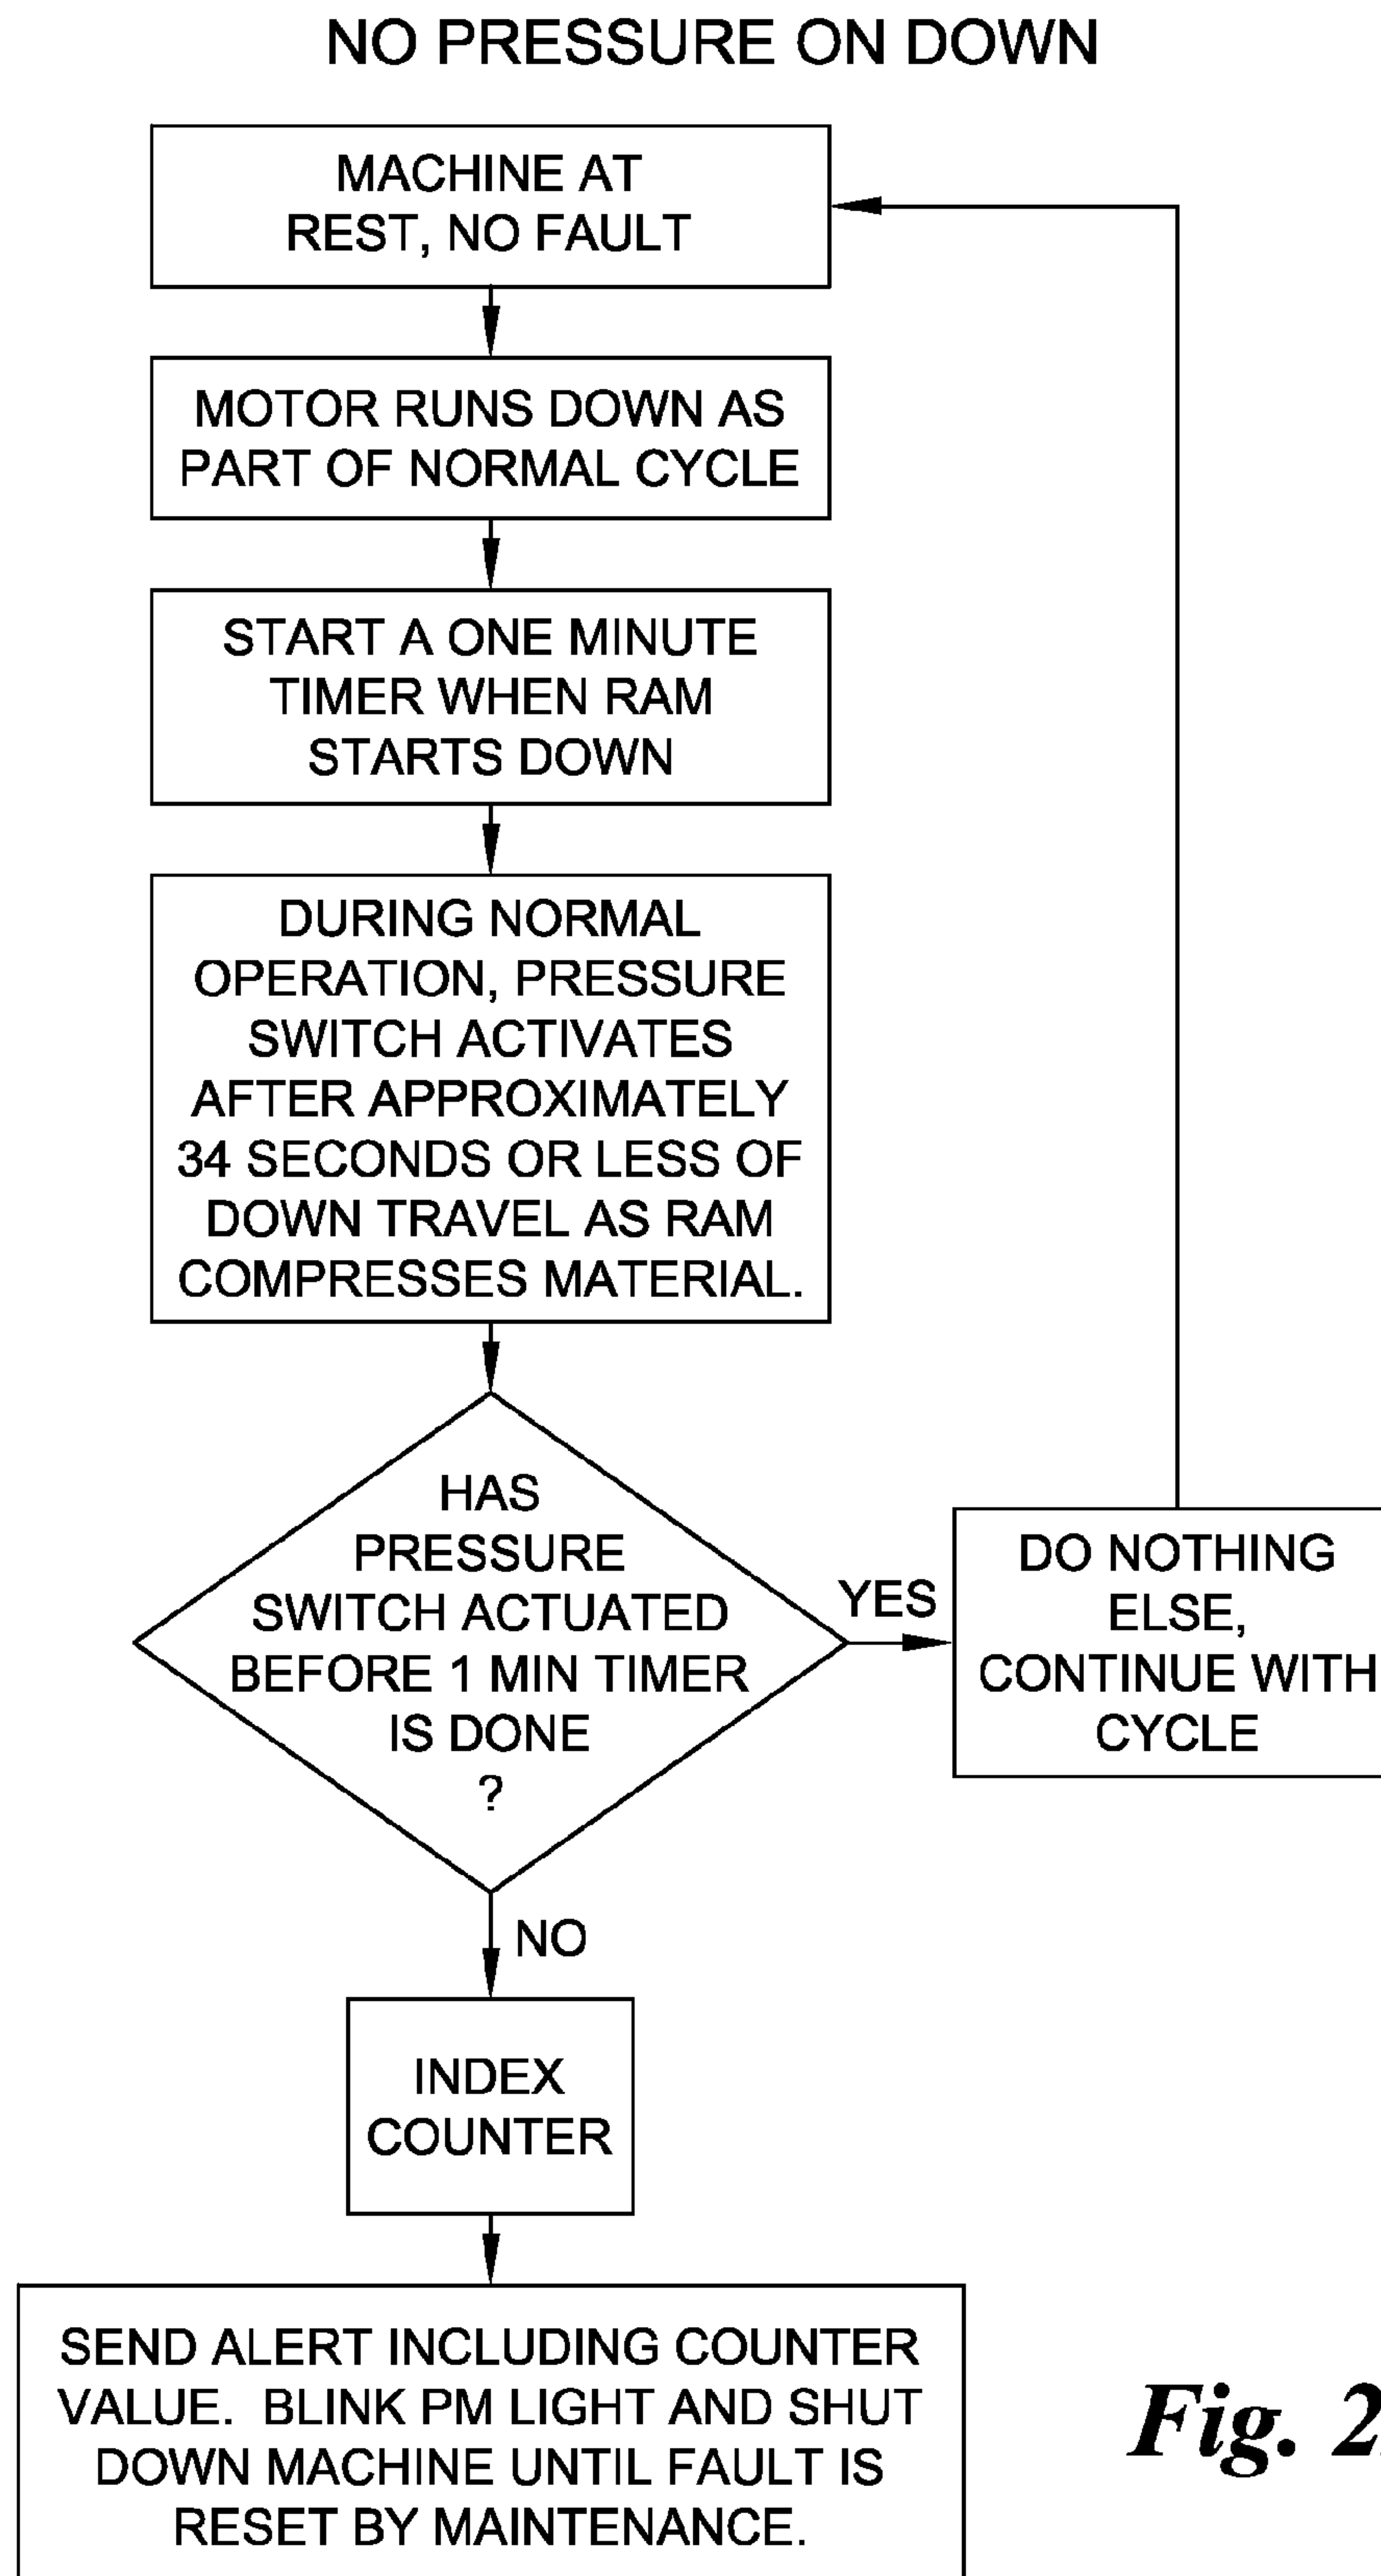 NO PRESSURE ON DOWN
MACHINE AT
REST, NO FAULT
MOTOR RUNS DOWN AS
PART OF NORMAL CYCLE
START A ONE MINUTE
TIMER WHEN RAM
STARTS DOWN
DURING NORMAL
OPERATION, PRESSURE
SWITCH ACTIVATES
AFTER APPROXIMATELY
34 SECONDS OR LESS OF
DOWN TRAVEL AS RAM
COMPRESSES MATERIAL.
HAS
PRESSURE
SWITCH ACTUATED
BEFORE 1 MIN TIMER
IS DONE
?
YES
DO NOTHING
ELSE,
CONTINUE WITH
CYCLE
NO
INDEX
COUNTER
SEND ALERT INCLUDING COUNTER
VALUE. BLINK PM LIGHT AND SHUT
DOWN MACHINE UNTIL FAULT IS
RESET BY MAINTENANCE.
Fig.